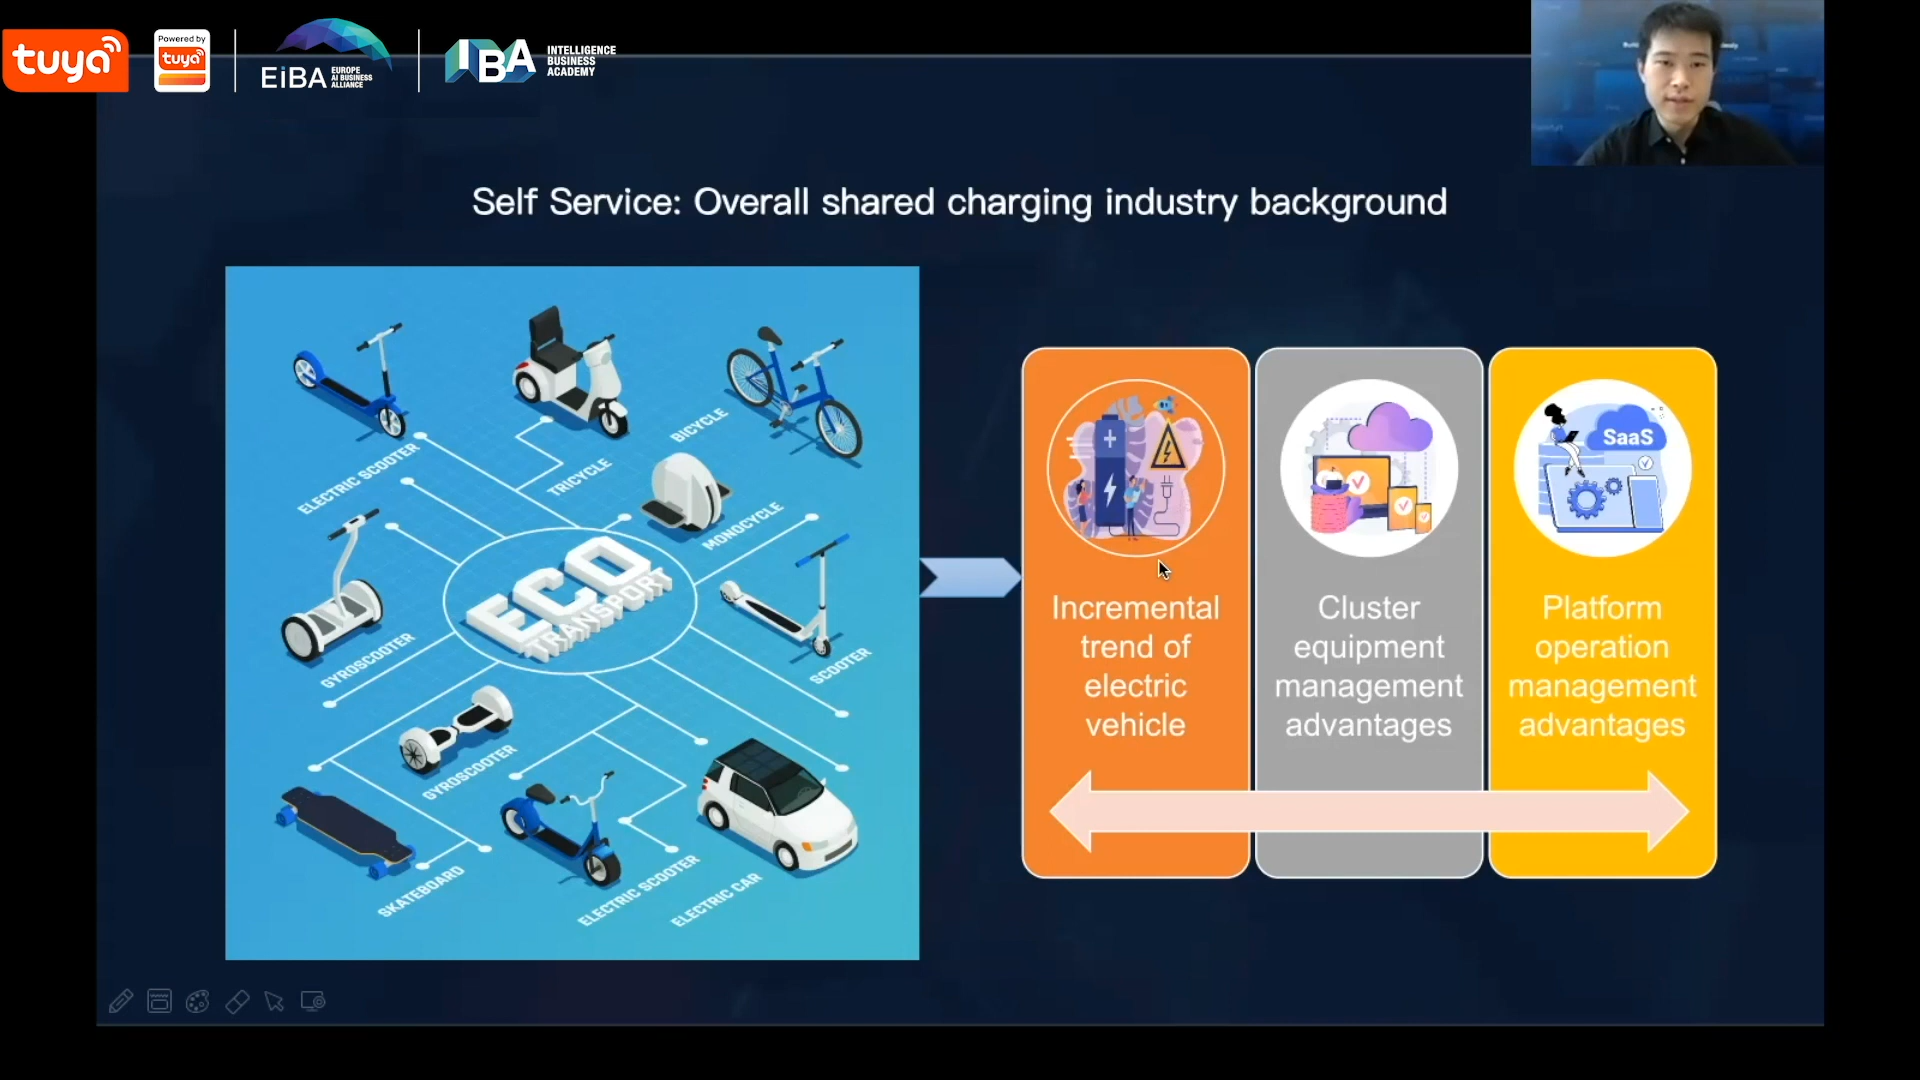 tuya
Powered by
tuya
EiBA EUROPE
AI BUSINESS
ALLIANCE
IBA INTELLIGENCE
BUSINESS
ACADEMY
Self Service: Overall shared charging industry background
ELECTRIC SCOOTER
TRICYCLE
BICYCLE
MONOCYCLE
GYROSCOOTER
ECO
TRANSPORT
SCOOTER
GYROSCOOTER
SKATEBOARD
ELECTRIC SCOOTER
ELECTRIC CAR
Incremental
trend of
electric
vehicle
Cluster
equipment
management
advantages
SaaS
Platform
operation
management
advantages